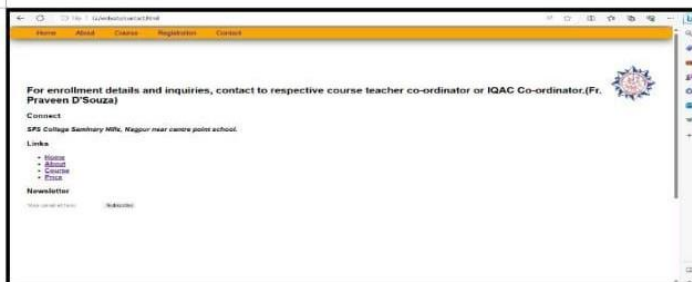 Home About Course Registration Contact
For enrollment details and inquiries, contact to respective course teacher co-ordinator or IQAC Co-ordinator.(Fr.
Praveen D'Souza)
Connect
SFS College Seminary Hills, Nagpur near centre point school.
Links
Home
About
Course
Price
Newsletter
Subscribe